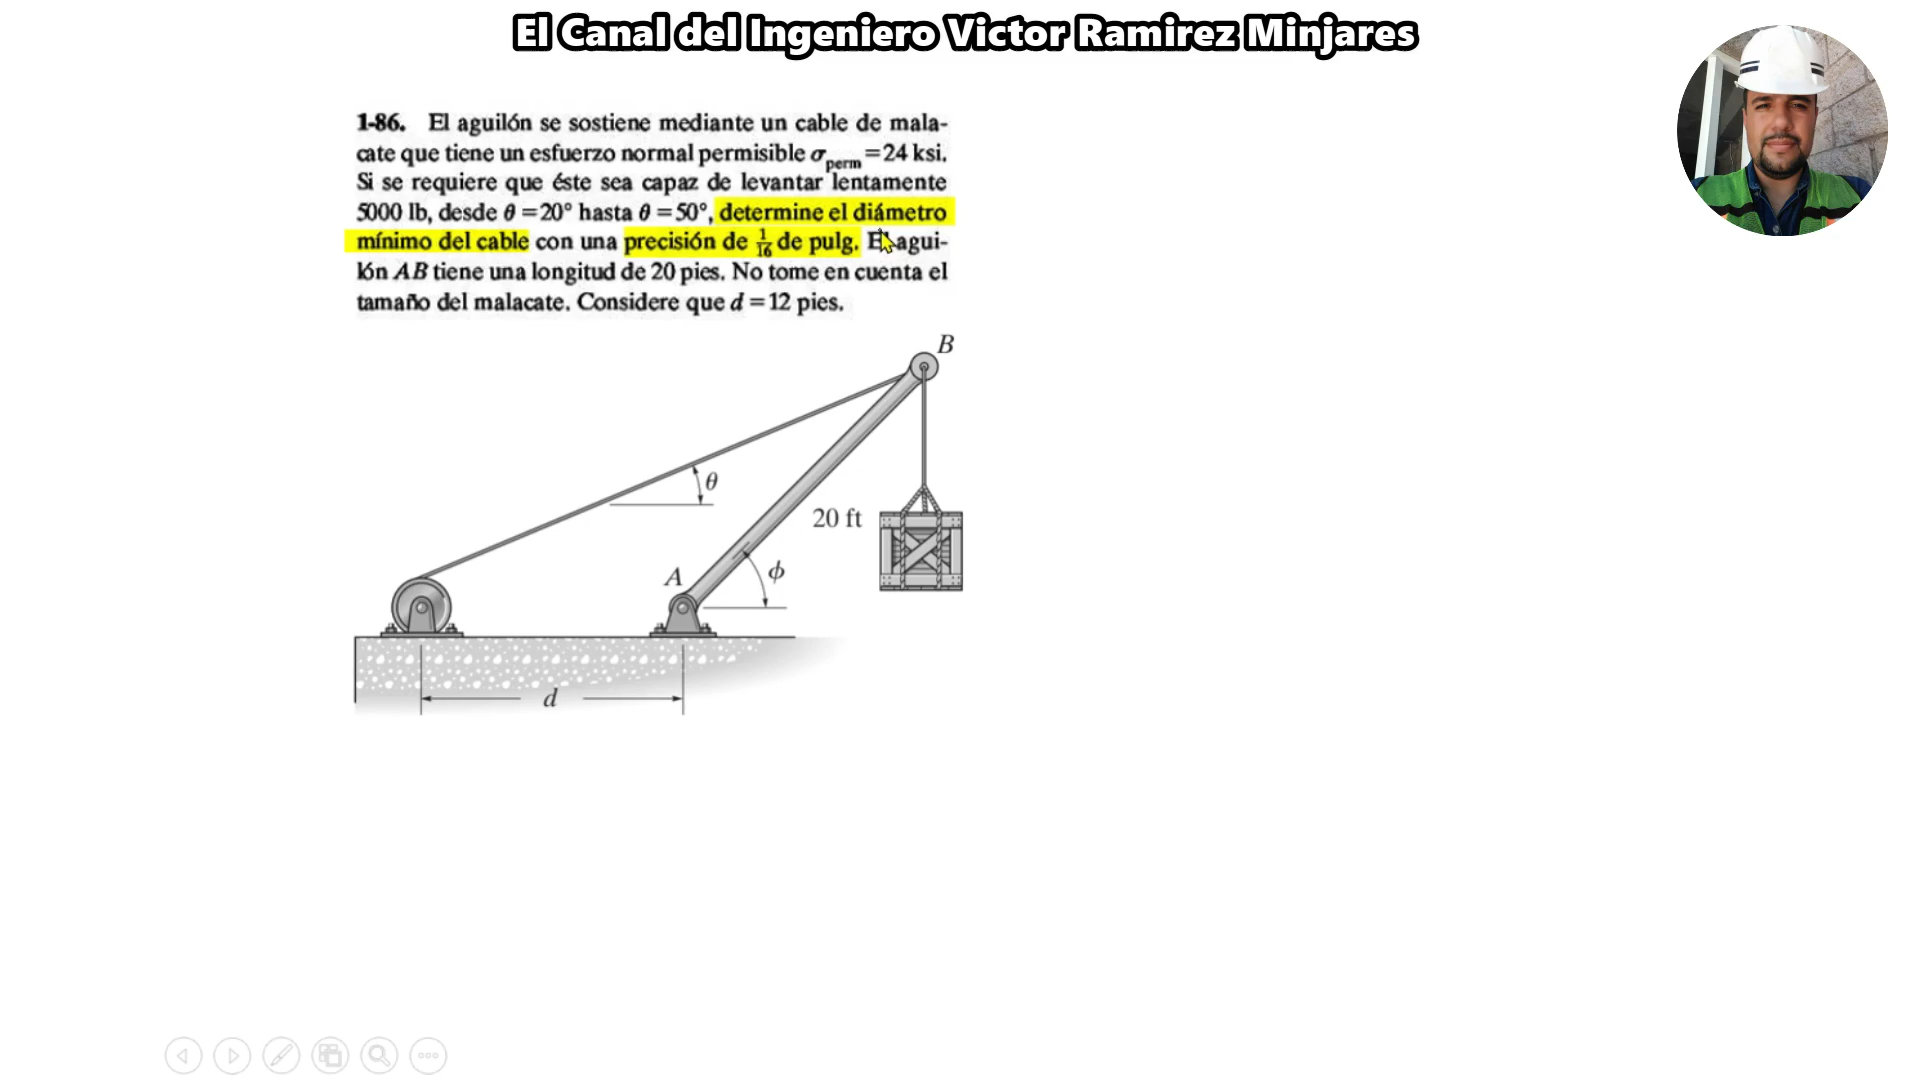 El Canal del Ingeniero Victor Ramirez Minjares
1-86. El aguilón se sostiene mediante un cable de mala-
cate que tiene un esfuerzo normal permisible σperm = 24 ksi.
Si se requiere que éste sea capaz de levantar lentamente
5000 lb, desde θ = 20° hasta θ = 50°, determine el diámetro
mínimo del cable con una precisión de 1/16 de pulg. El agui-
lón AB tiene una longitud de 20 pies. No tome en cuenta el
tamaño del malacate. Considere que d = 12 pies.
B
θ
20 ft
A
ϕ
d